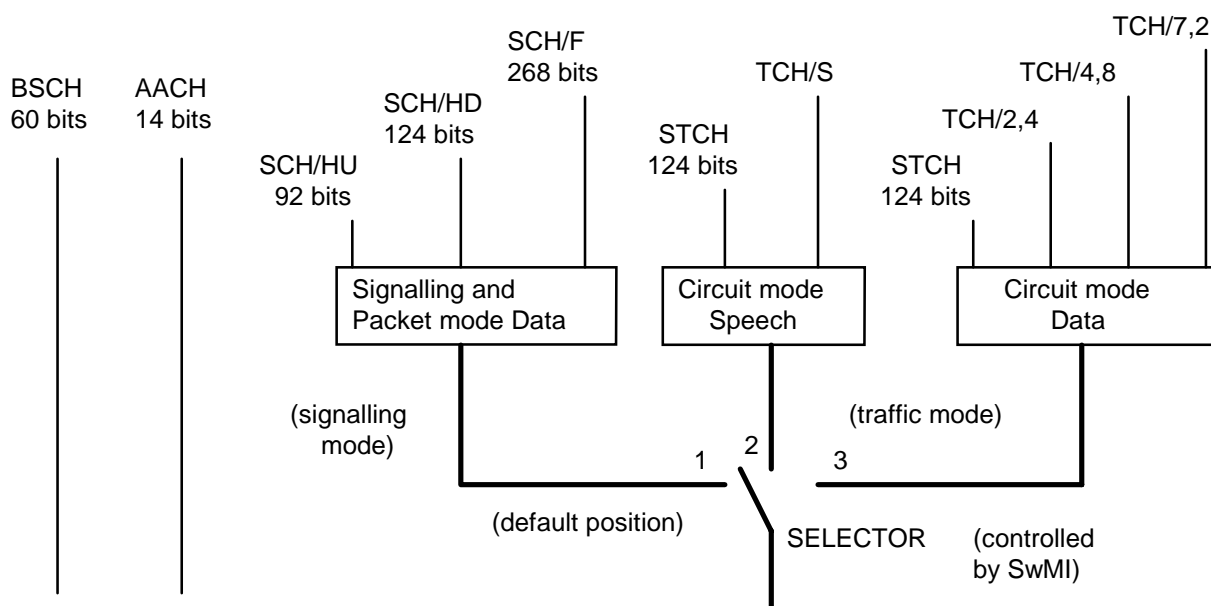 BSCH
60 bits
AACH
14 bits
SCH/HU
92 bits
SCH/HD
124 bits
SCH/F
268 bits
STCH
124 bits
TCH/S
STCH
124 bits
TCH/2,4
TCH/4,8
TCH/7,2
Signalling and
Packet mode Data
Circuit mode
Speech
Circuit mode
Data
(signalling
mode)
(traffic mode)
1
2
3
(default position)
SELECTOR
(controlled
by SwMI)